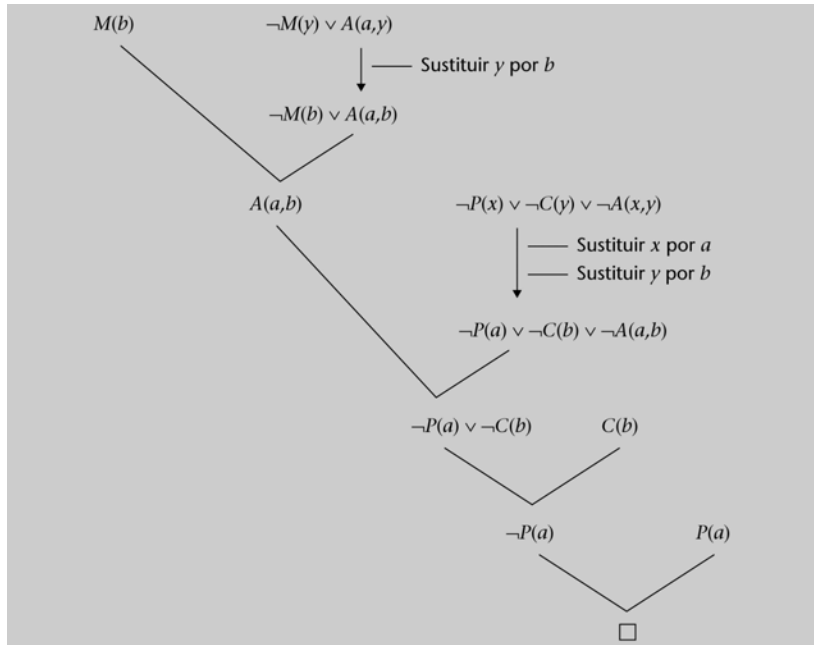 M(b) ¬M(y) ∨ A(a,y)
Sustituir y por b
¬M(b) ∨ A(a,b)
A(a,b) ¬P(x) ∨ ¬C(y) ∨ ¬A(x,y)
Sustituir x por a
Sustituir y por b
¬P(a) ∨ ¬C(b) ∨ ¬A(a,b)
¬P(a) ∨ ¬C(b) C(b)
¬P(a) P(a)
□